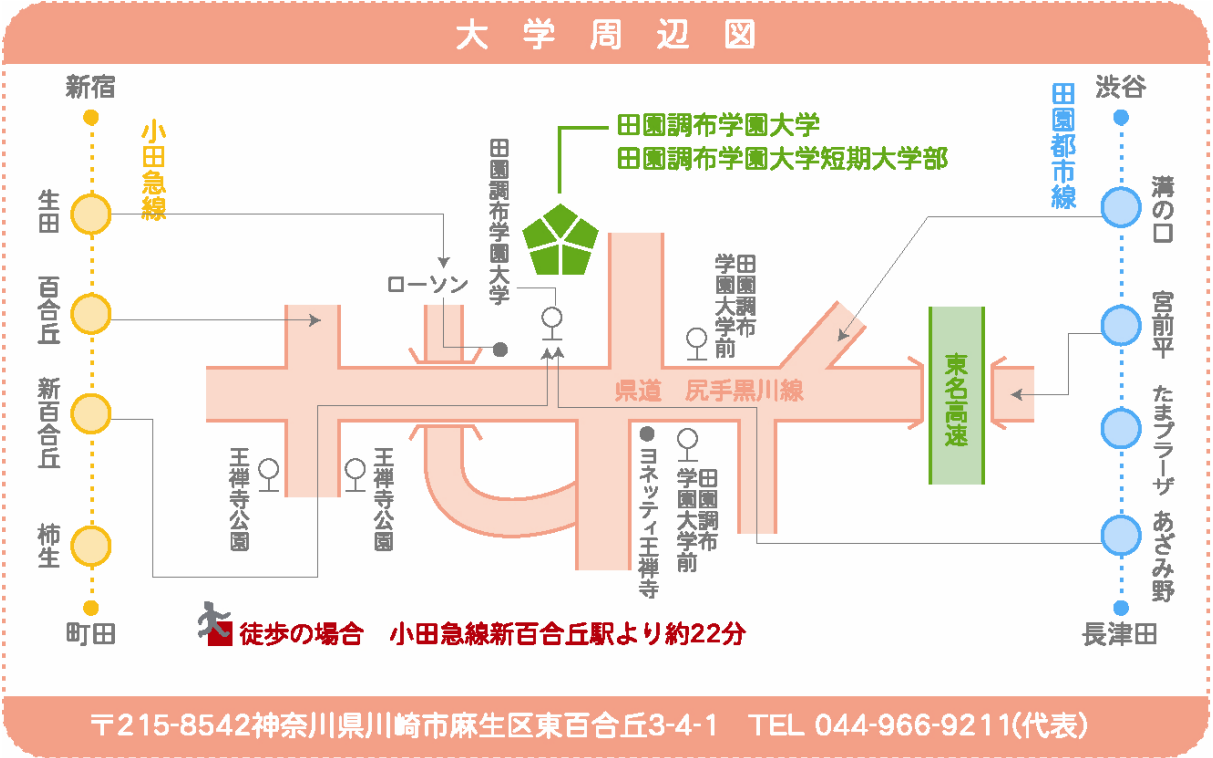 大学周辺図
新宿
小田急線
生田
百合丘
新百合丘
柿生
町田
田園調布学園大学
田園調布学園大学短期大学部
田園調布学園大学
ローソン
田園調布
学園大学前
県道　尻手黒川線
東名高速
王禅寺公園
王禅寺公園
ヨネッティ王禅寺
田園調布
学園大学前
渋谷
田園都市線
溝の口
宮前平
たまプラーザ
あざみ野
長津田
徒歩の場合　小田急線新百合丘駅より約22分
〒215-8542神奈川県川崎市麻生区東百合丘3-4-1　TEL 044-966-9211(代表)